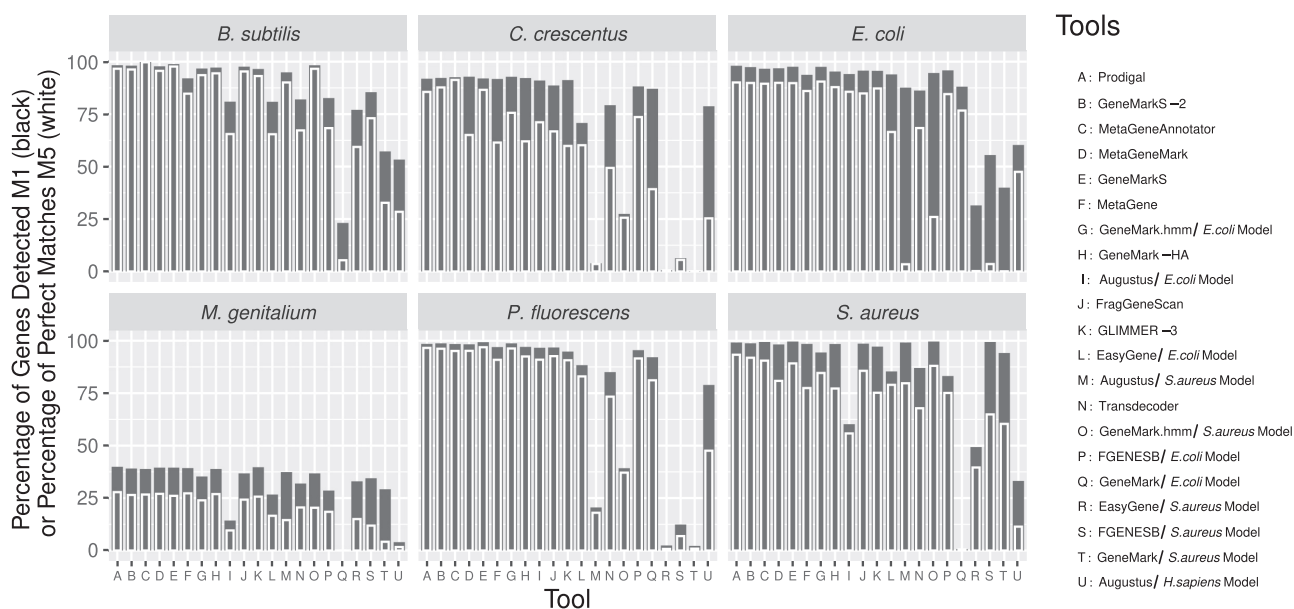 B. subtilis
C. crescentus
E. coli
Tools
Percentage of Genes Detected M1 (black)
or Percentage of Perfect Matches M5 (white)
100
75
50
25
0
M. genitalium
P. fluorescens
S. aureus
100
75
50
25
0
A B C D E F G H I J K L M N O P Q R S T U
A B C D E F G H I J K L M N O P Q R S T U
A B C D E F G H I J K L M N O P Q R S T U
Tool
A: Prodigal
B: GeneMarkS-2
C: MetaGeneAnnotator
D: MetaGeneMark
E: GeneMarkS
F: MetaGene
G: GeneMark.hmm/ E.coli Model
H: GeneMark-HA
I: Augustus/ E.coli Model
J: FragGeneScan
K: GLIMMER-3
L: EasyGene/ E.coli Model
M: Augustus/ S.aureus Model
N: Transdecoder
O: GeneMark.hmm/ S.aureus Model
P: FGENESB/ E.coli Model
Q: GeneMark/ E.coli Model
R: EasyGene/ S.aureus Model
S: FGENESB/ S.aureus Model
T: GeneMark/ S.aureus Model
U: Augustus/ H.sapiens Model